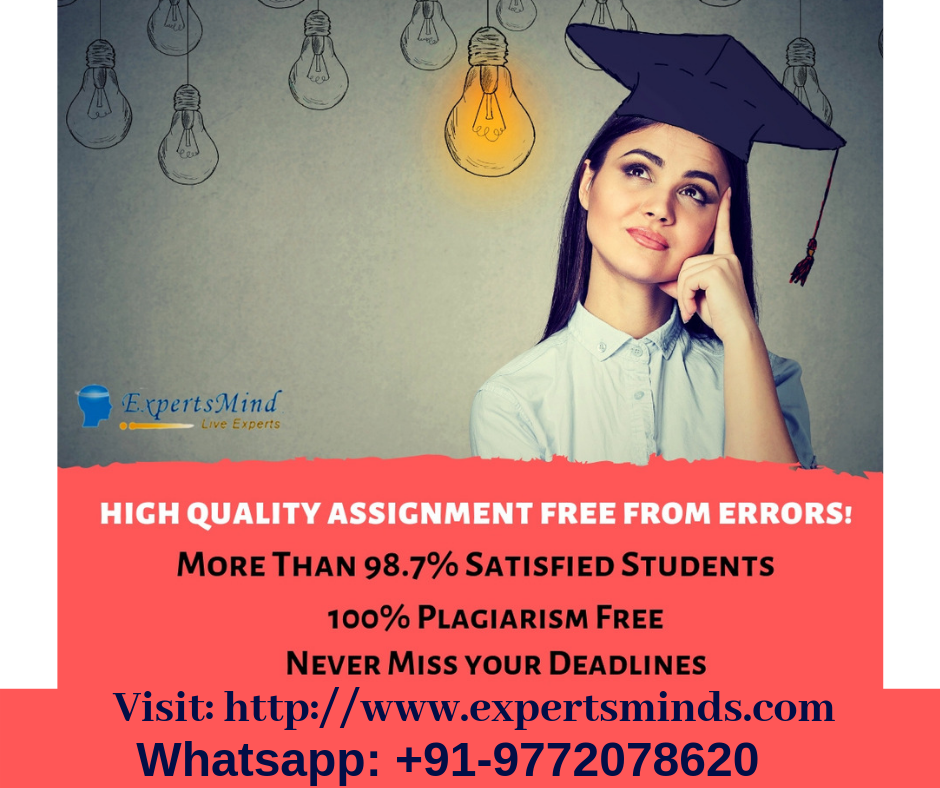 ExpertsMind
Live Experts
HIGH QUALITY ASSIGNMENT FREE FROM ERRORS!
MORE THAN 98.7% SATISFIED STUDENTS
100% PLAGIARISM FREE
NEVER MISS YOUR DEADLINES
Visit: http://www.expertsminds.com
Whatsapp: +91-9772078620